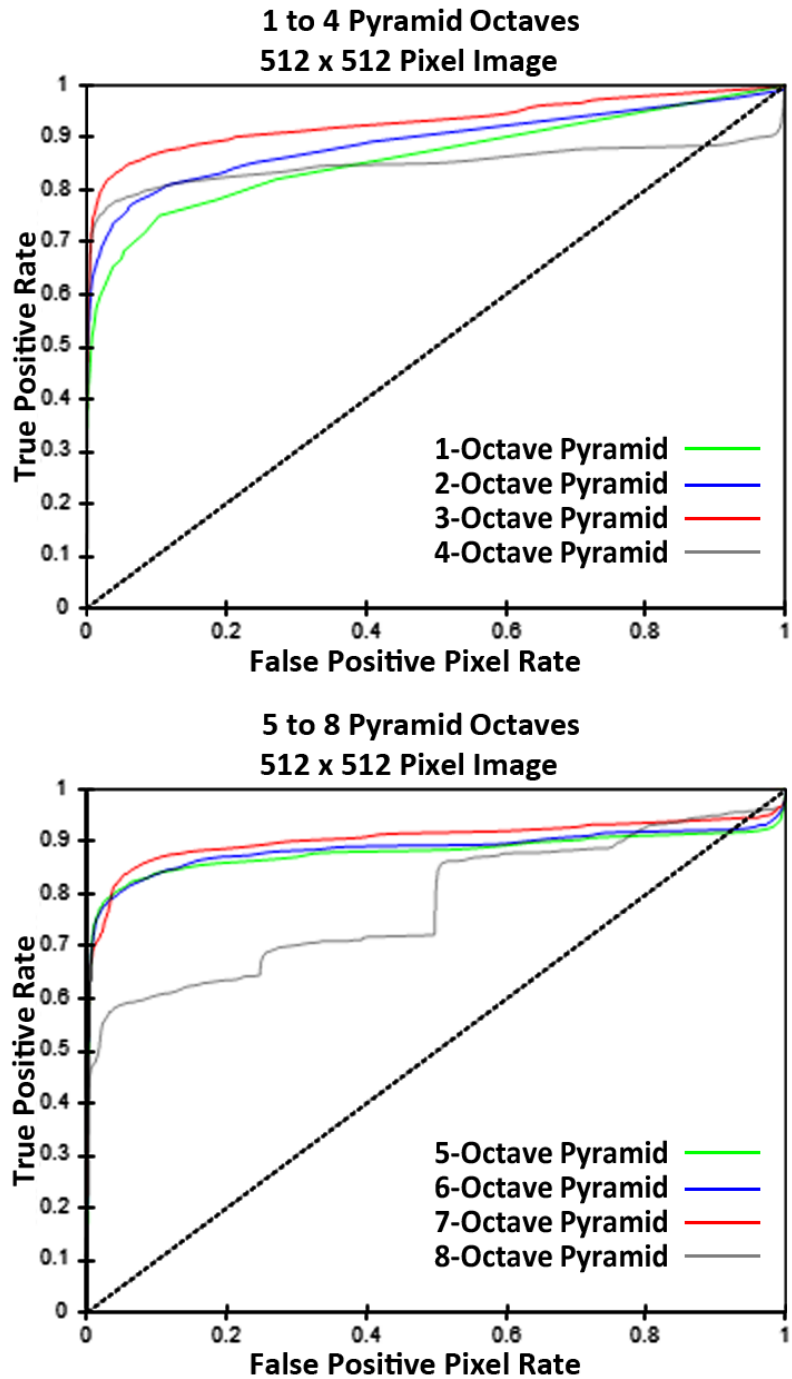 1 to 4 Pyramid Octaves
512 x 512 Pixel Image
1
0.9
0.8
0.7
0.6
0.5
0.4
0.3
0.2
0.1
0
True Positive Rate
1-Octave Pyramid
2-Octave Pyramid
3-Octave Pyramid
4-Octave Pyramid
0 0.2 0.4 0.6 0.8 1
False Positive Pixel Rate
5 to 8 Pyramid Octaves
512 x 512 Pixel Image
1
0.9
0.8
0.7
0.6
0.5
0.4
0.3
0.2
0.1
0
True Positive Rate
5-Octave Pyramid
6-Octave Pyramid
7-Octave Pyramid
8-Octave Pyramid
0 0.2 0.4 0.6 0.8 1
False Positive Pixel Rate